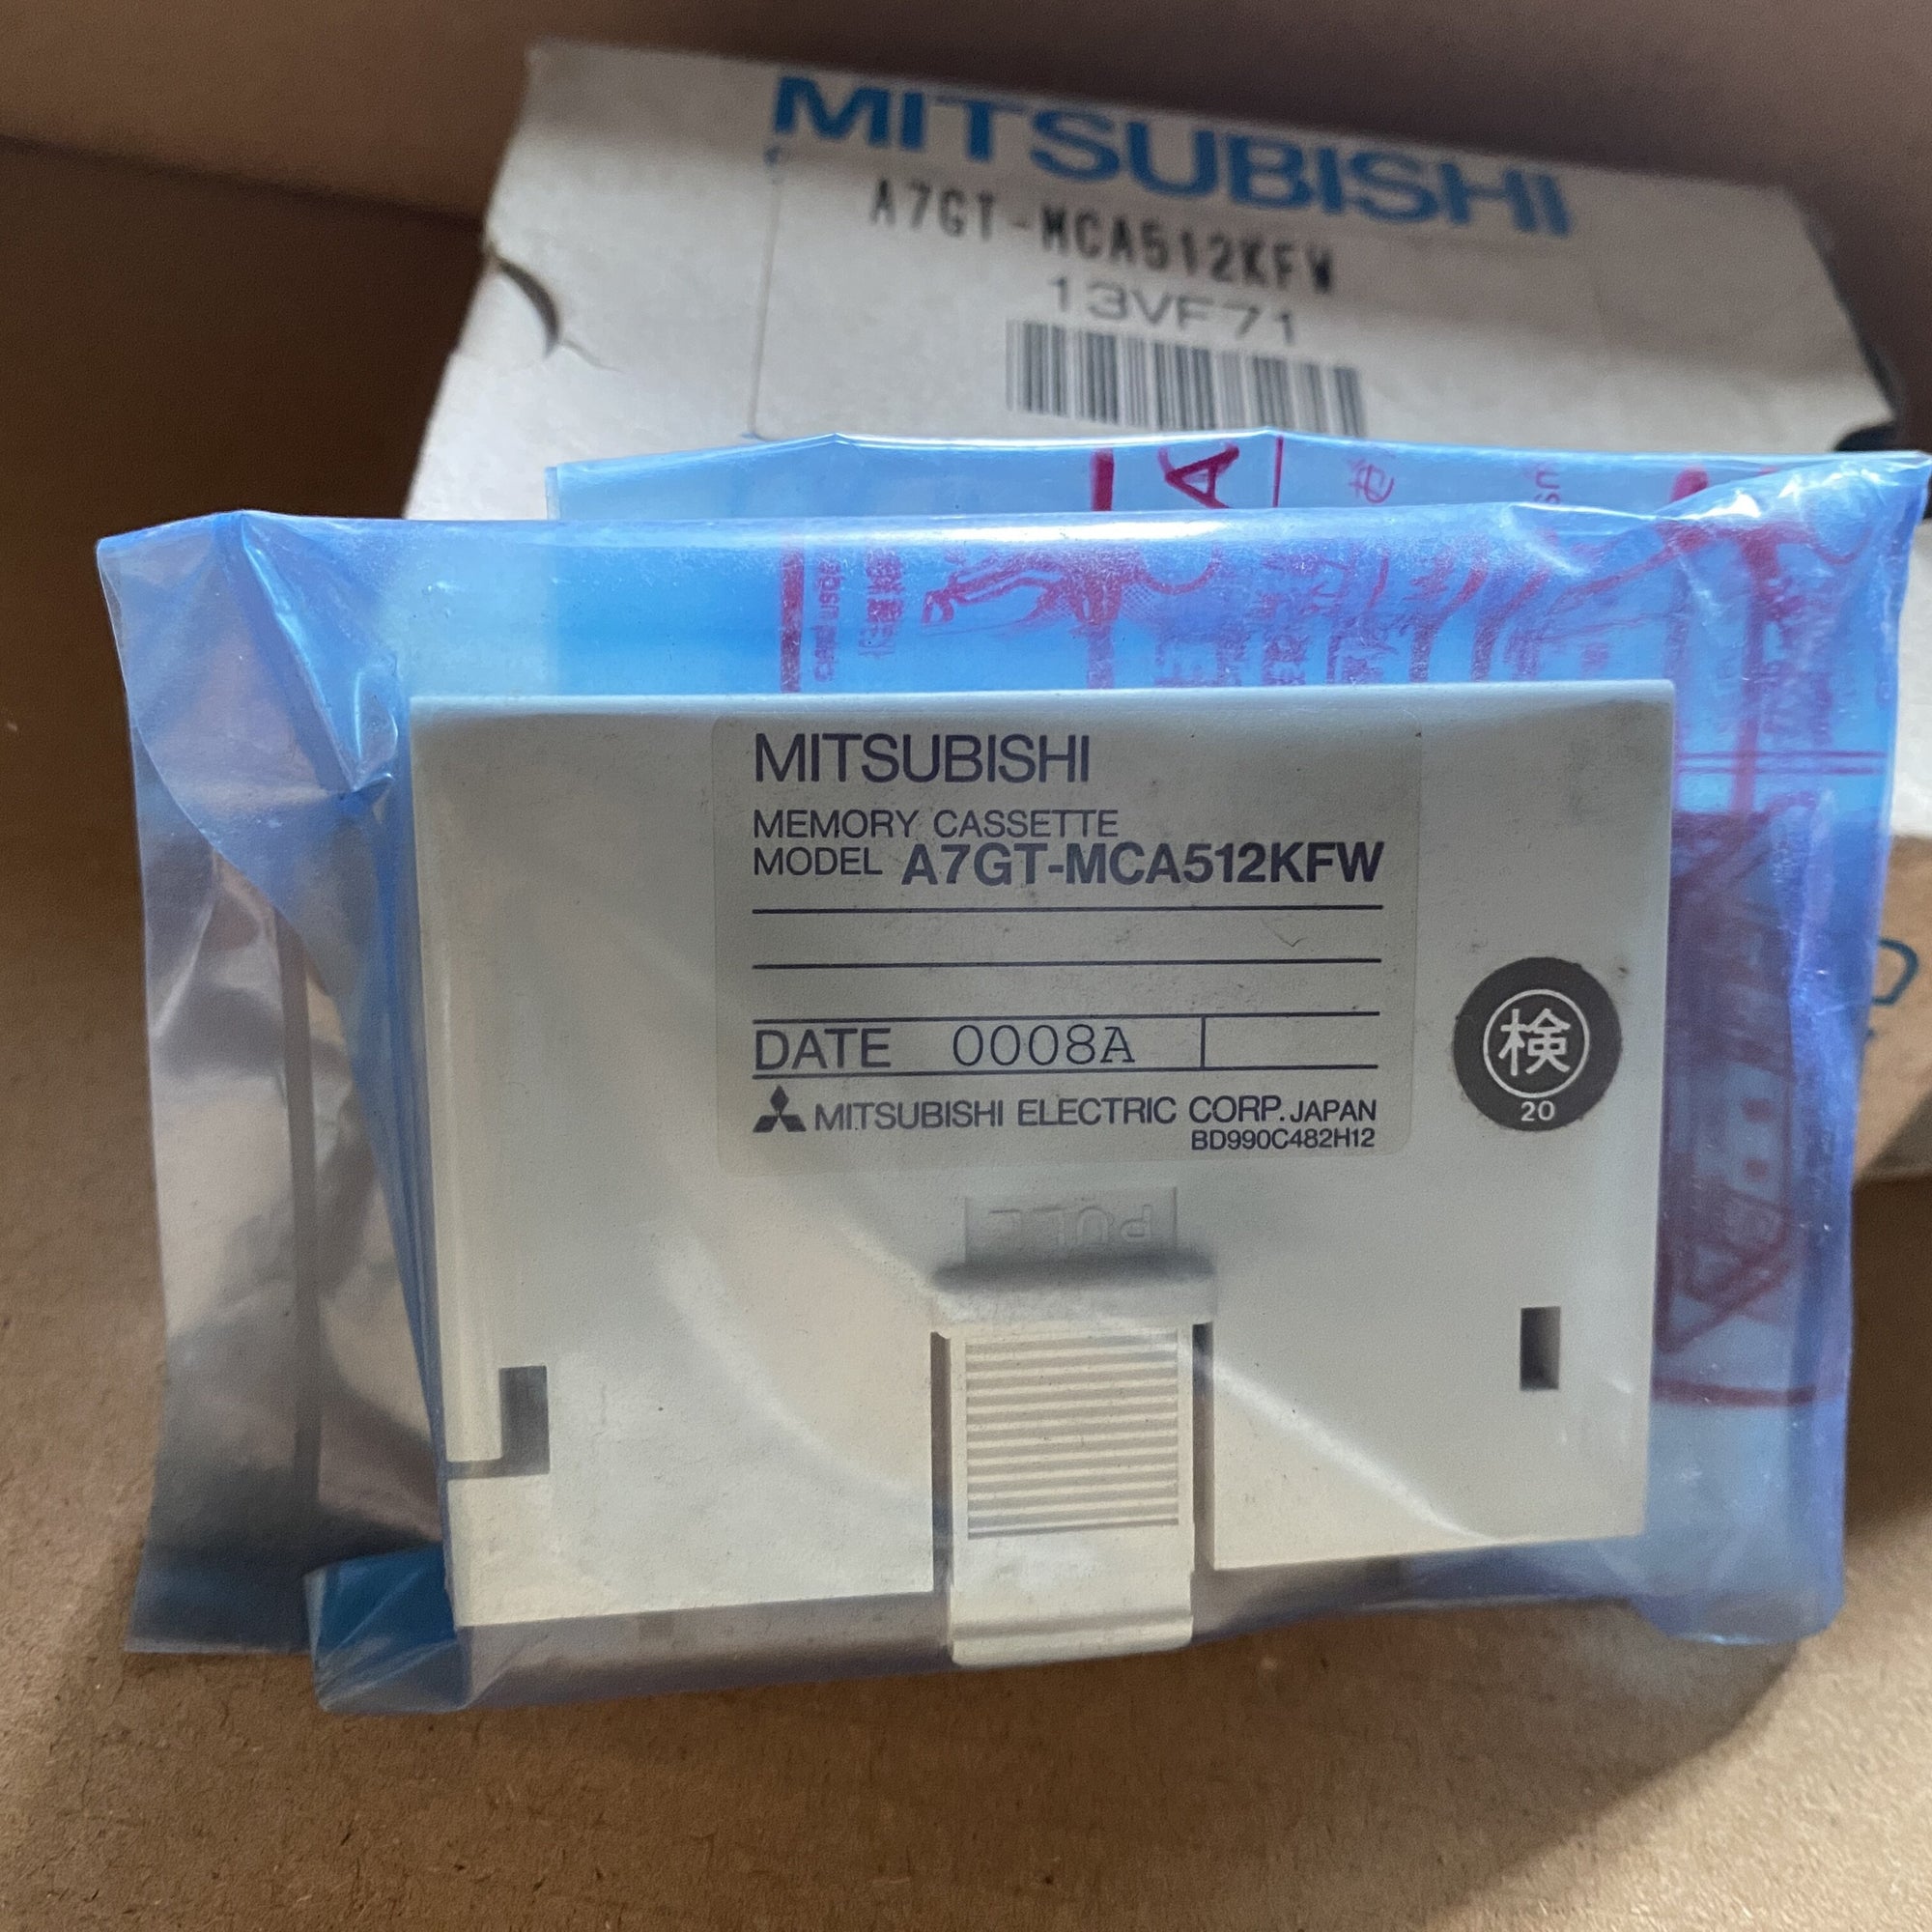 MITSUBISHI
A7GT-MCA512KFW
13VF71
MITSUBISHI
MEMORY CASSETTE
MODEL A7GT-MCA512KFW
DATE 0008A
MITSUBISHI ELECTRIC CORP. JAPAN
BD990C482H12
検
20
PULL